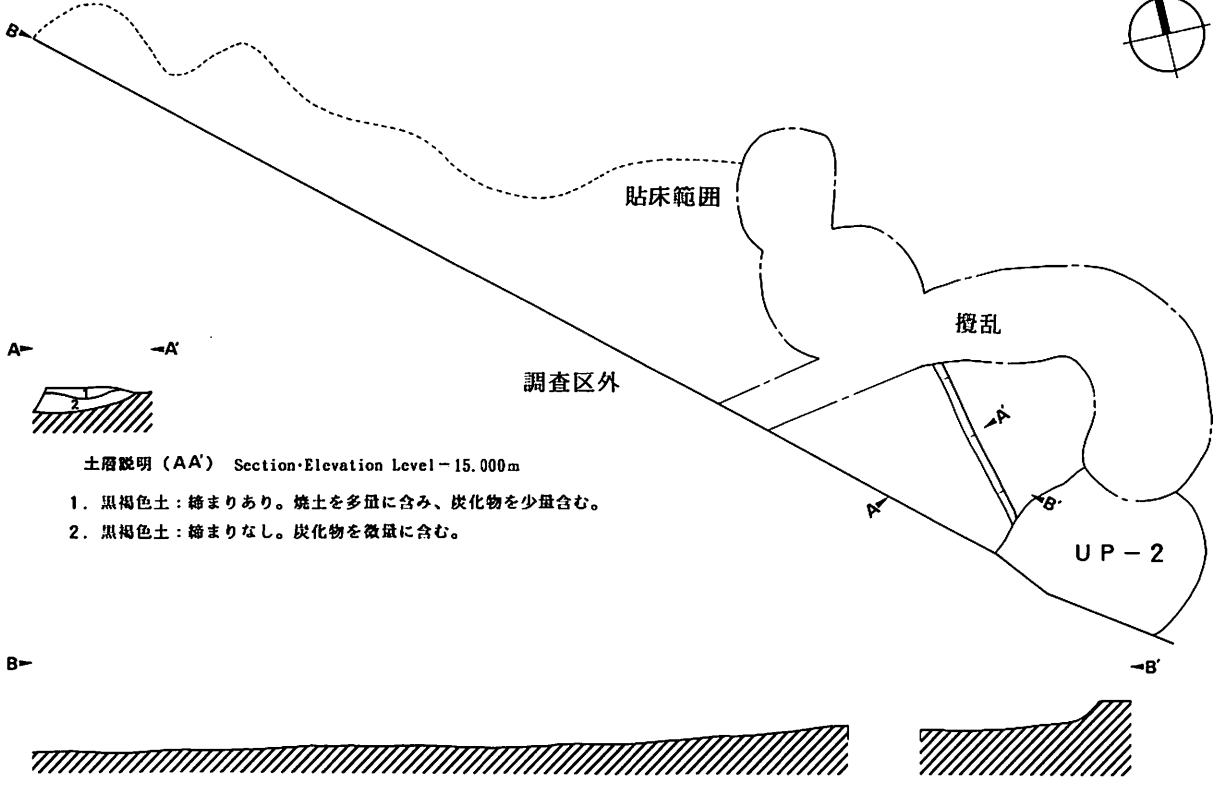 B
貼床範囲
攪乱
A A'
調査区外
A'
土層説明（AA'） Section・Elevation Level－15.000m
1．黒褐色土：締まりあり。焼土を多量に含み、炭化物を少量含む。
2．黒褐色土：締まりなし。炭化物を微量に含む。
1
2
A
B'
UP－2
B B'